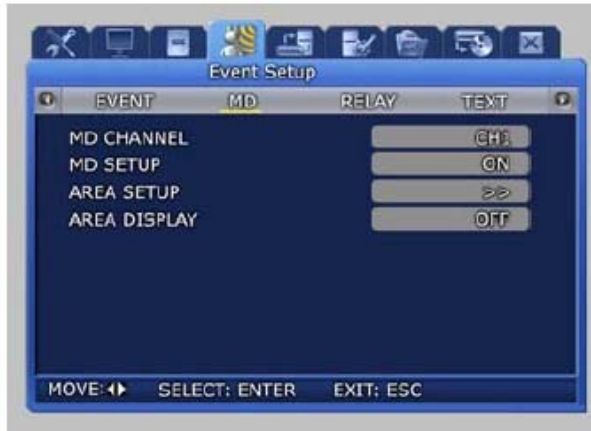 Event Setup
EVENT MD RELAY TEXT
MD CHANNEL CH1
MD SETUP ON
AREA SETUP >>
AREA DISPLAY OFF
MOVE: SELECT: ENTER EXIT: ESC